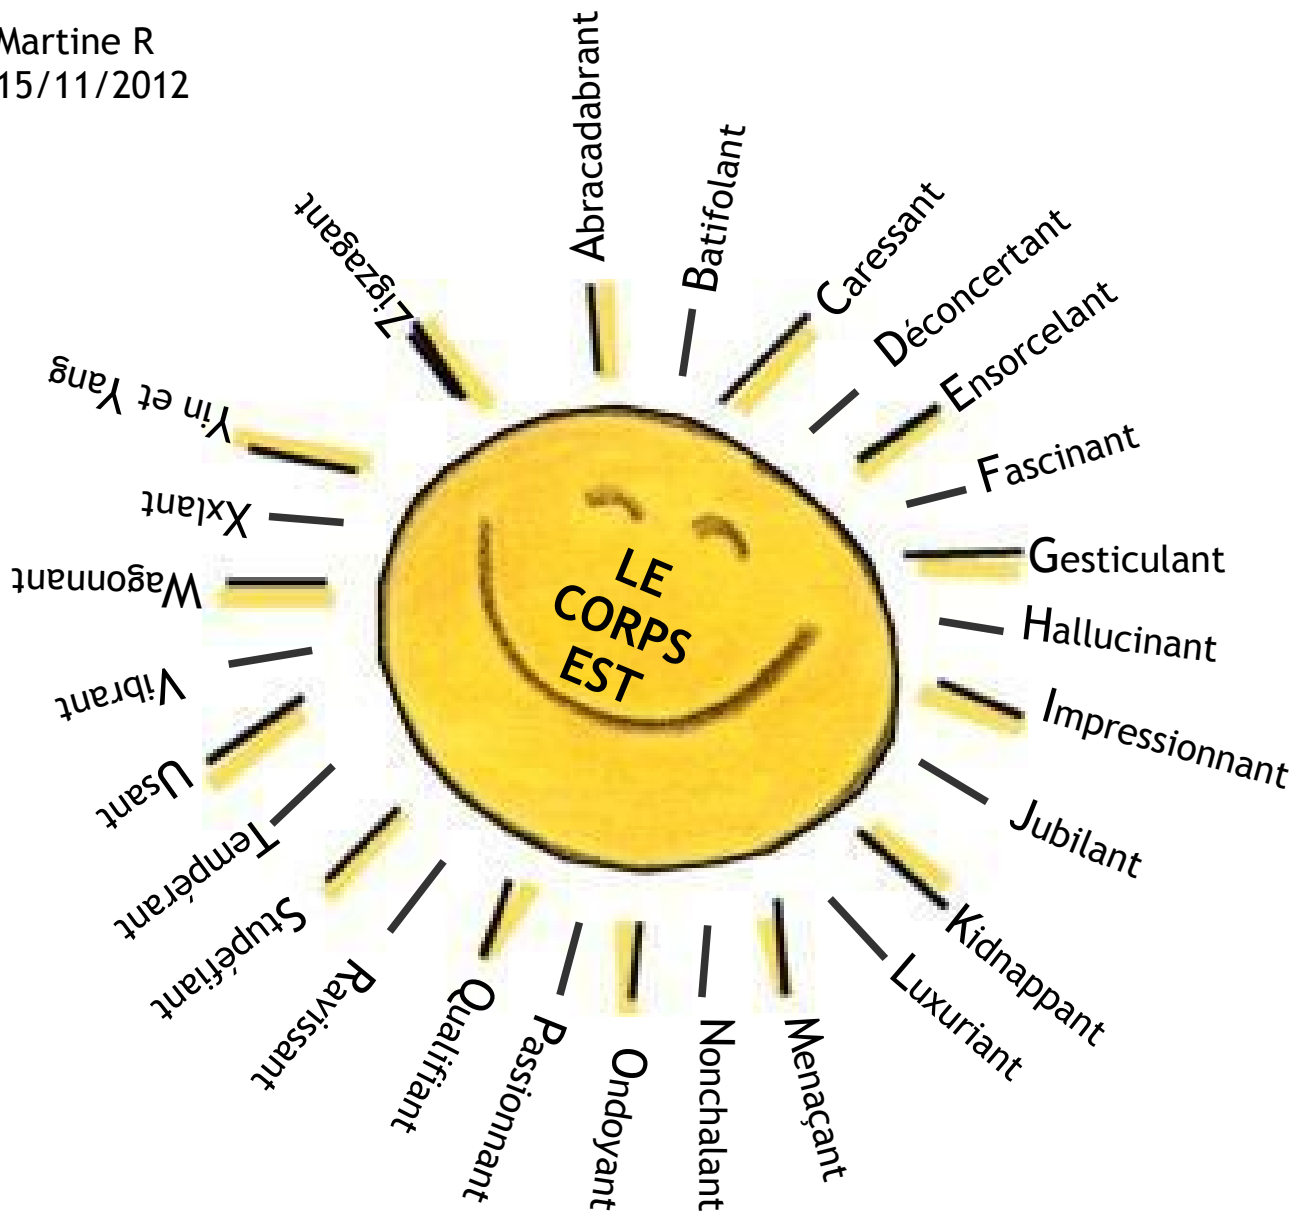 Martine R
15/11/2012
Abracadabrant
Batifolant
Caressant
Déconcertant
Ensorcelant
Fascinant
Gesticulant
Hallucinant
Impressionnant
Jubilant
Kidnappant
Luxuriant
Menaçant
Nonchalant
Ondoyant
Passionnant
Qualifiant
Ravissant
Stupéfiant
Tempérant
Usant
Vibrant
Wagonnant
Xxlant
Yin et Yang
Zigzagant
LE
CORPS
EST